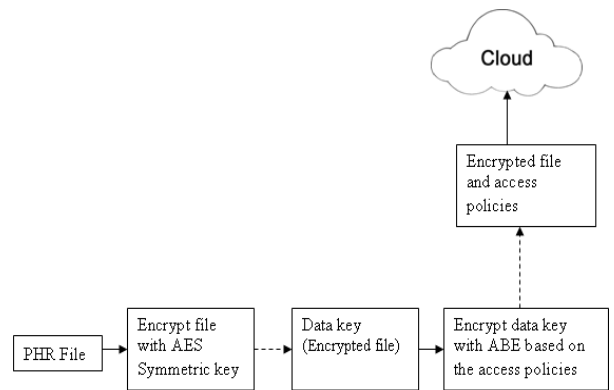 Cloud
Encrypted file
and access
policies
PHR File
Encrypt file
with AES
Symmetric key
Data key
(Encrypted file)
Encrypt data key
with ABE based on
the access policies